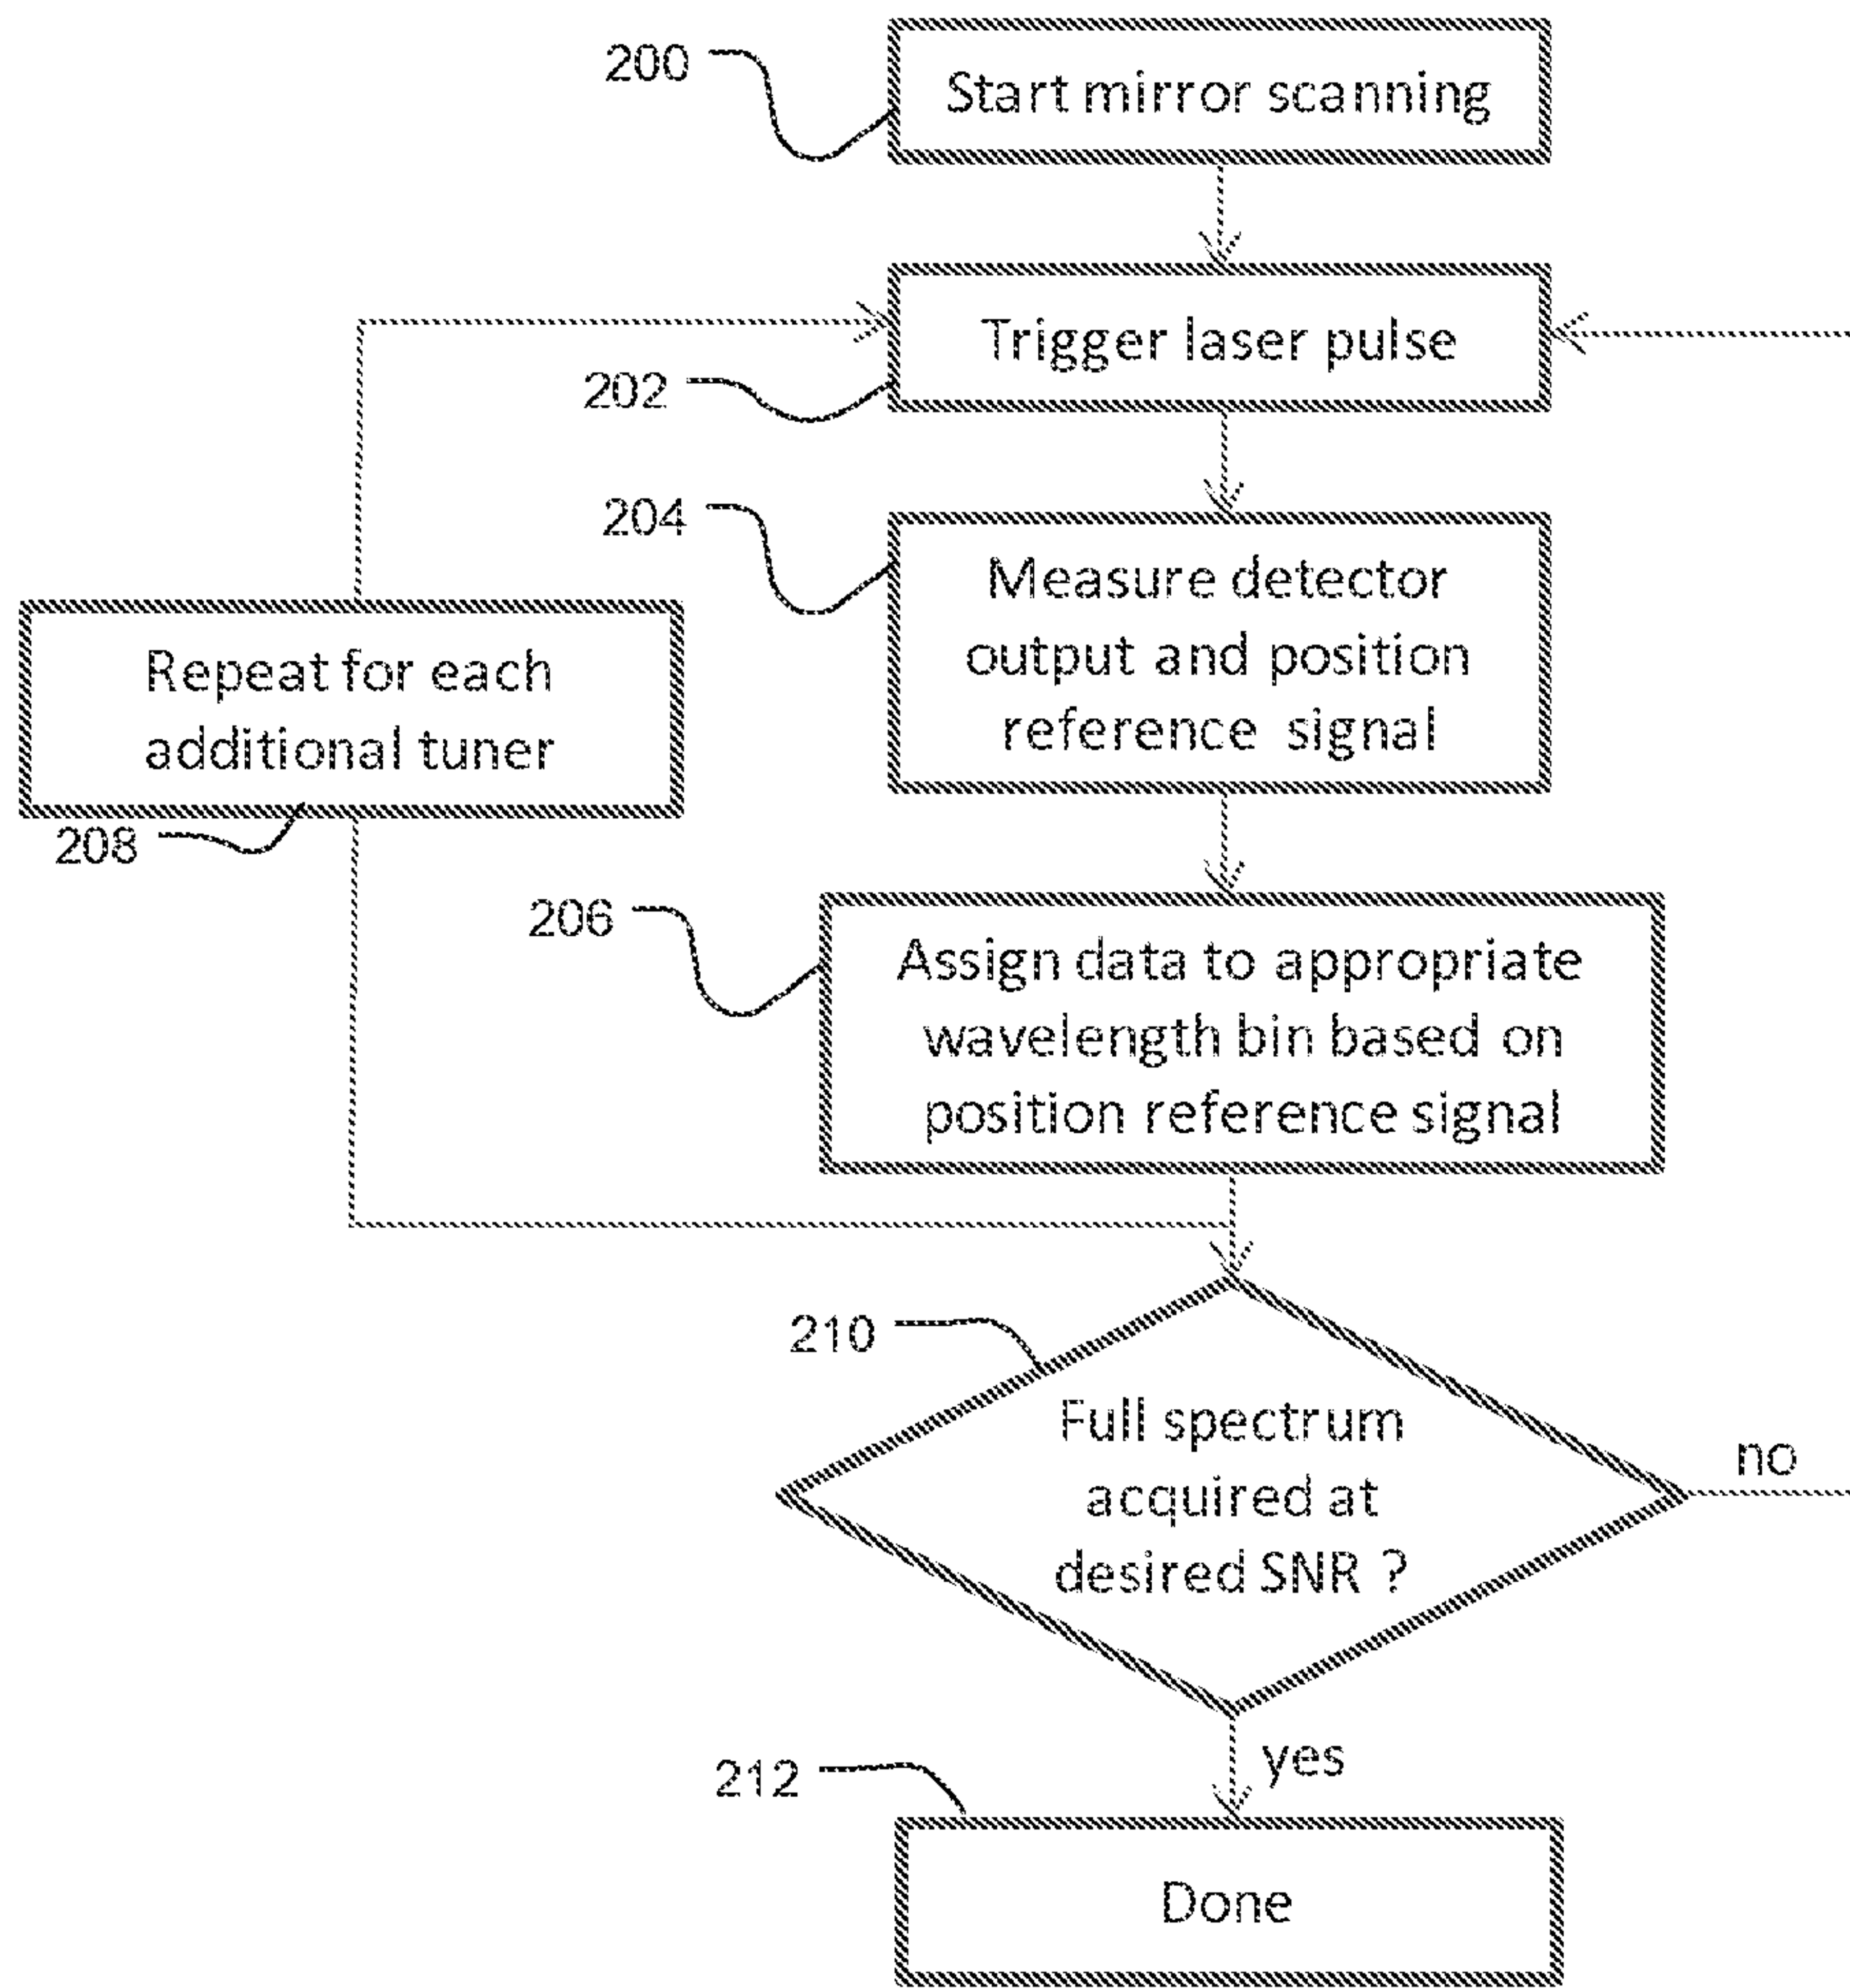 200
Start mirror scanning
Trigger laser pulse
202
204
Measure detector
output and position
reference signal
Repeat for each
additional tuner
208
206
Assign data to appropriate
wavelength bin based on
position reference signal
210
Full spectrum
acquired at
desired SNR ?
no
yes
212
Done